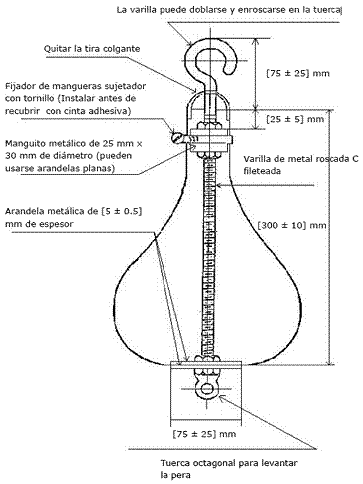 La varilla puede doblarse y enroscarse en la tuerca
Quitar la tira colgante
[75 ± 25] mm
Fijador de mangueras sujetador
con tornillo (Instalar antes de
recubrir con cinta adhesiva)
[25 ± 5] mm
Manguito metálico de 25 mm x
30 mm de diámetro (pueden
usarse arandelas planas)
Varilla de metal roscada C
fileteada
Arandela metálica de [5 ± 0.5]
mm de espesor
[300 ± 10] mm
[75 ± 25] mm
Tuerca octagonal para levantar
la pera